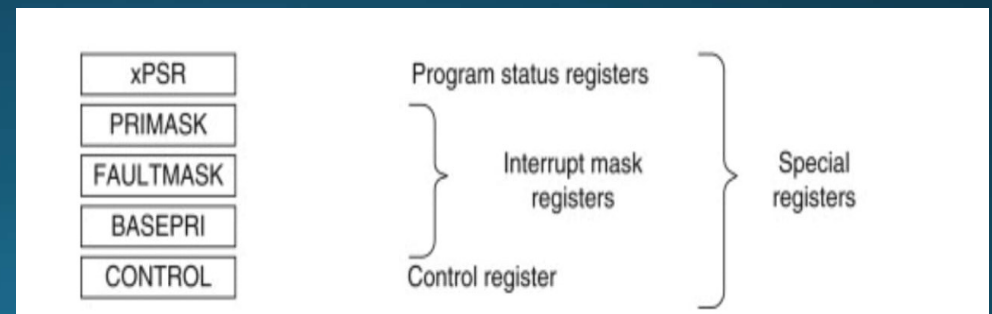 xPSR
Program status registers
PRIMASK
FAULTMASK
BASEPRI
Interrupt mask
registers
Special
registers
CONTROL
Control register